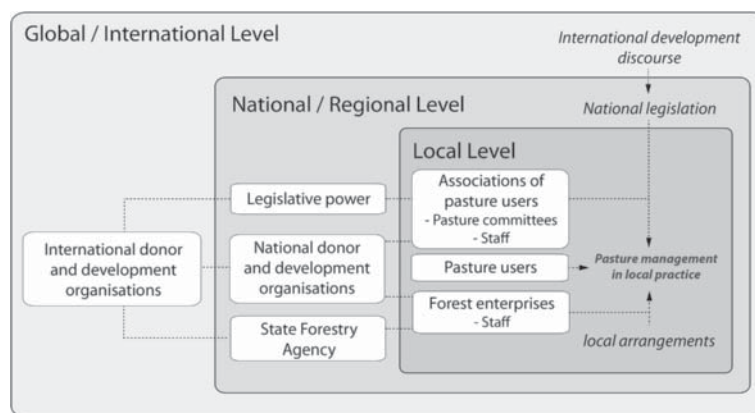 Global / International Level
International development
discourse
National / Regional Level
National legislation
Local Level
Legislative power
Associations of
pasture users
- Pasture committees
- Staff
International donor
and development
organisations
National donor
and development
organisations
Pasture users
Pasture management
in local practice
Forest enterprises
- Staff
State Forestry
Agency
local arrangements